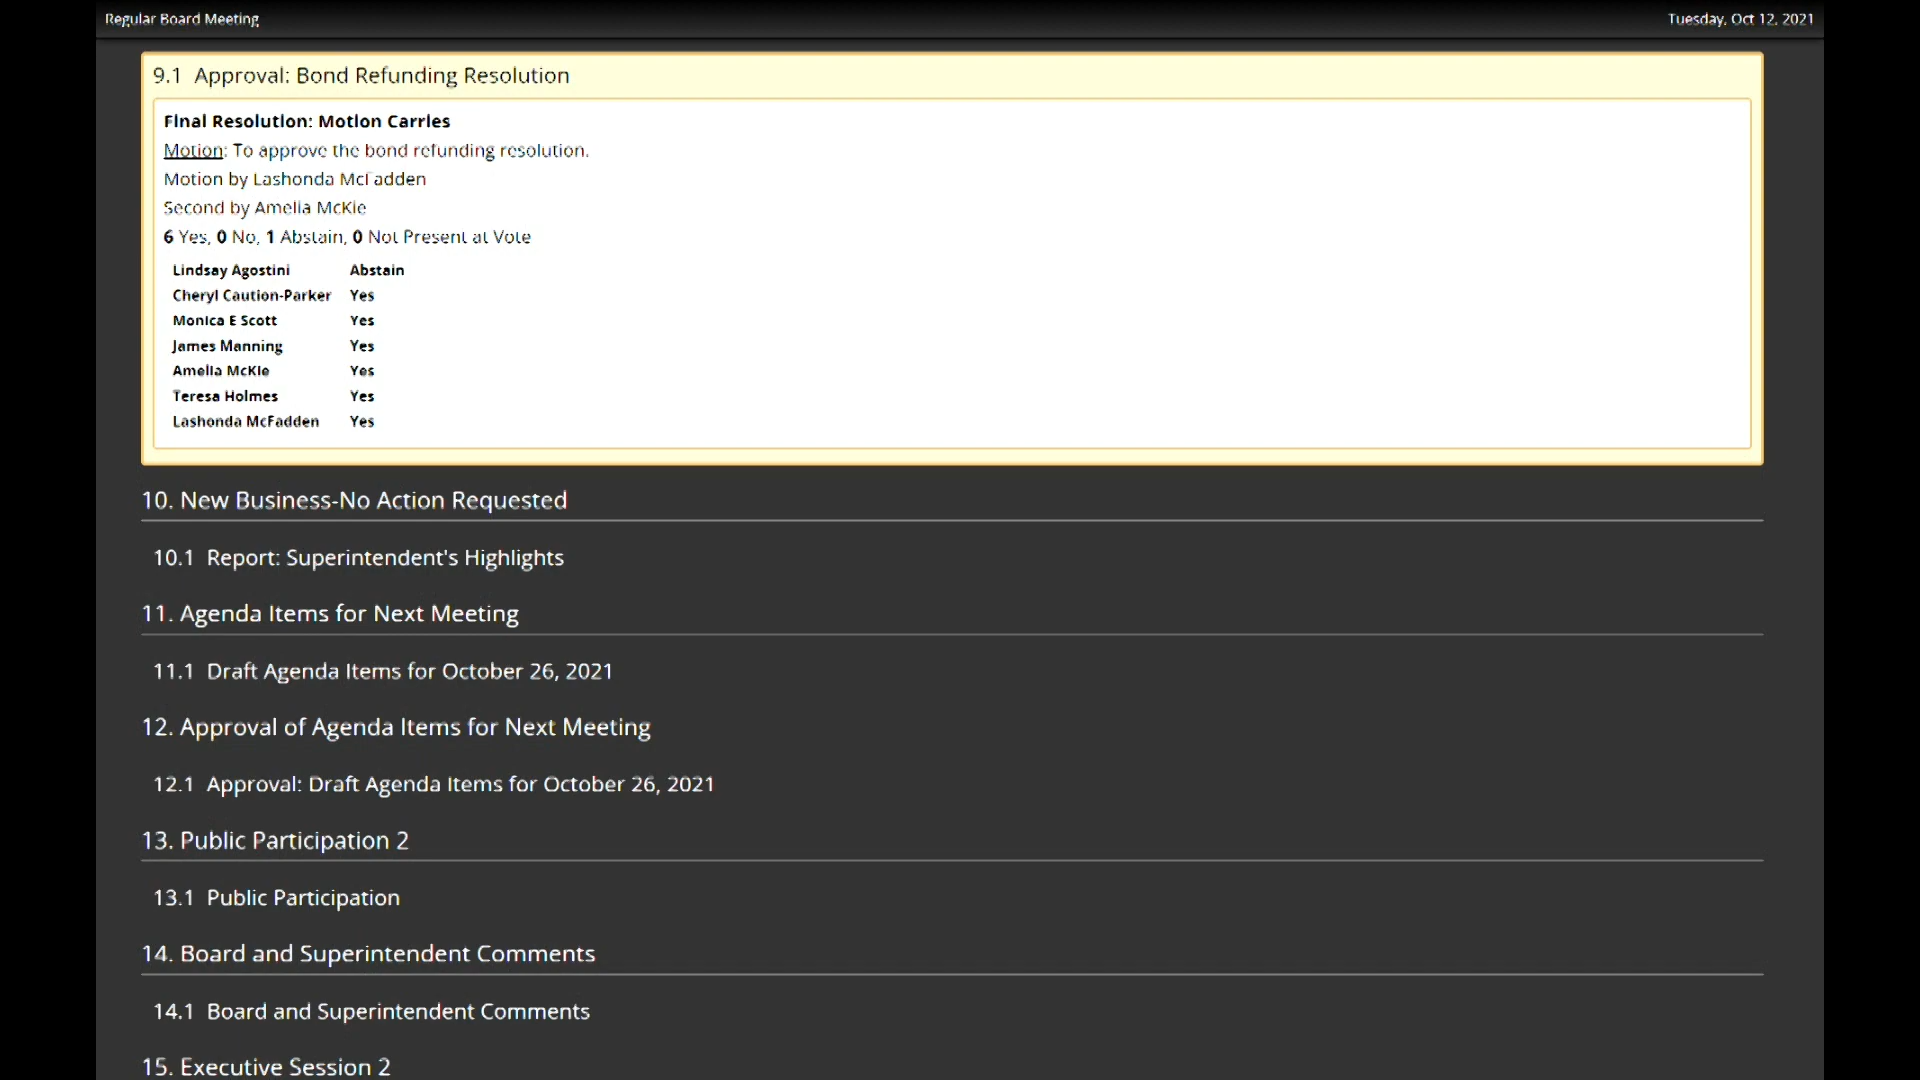 Regular Board Meeting
Tuesday, Oct 12, 2021
9.1 Approval: Bond Refunding Resolution
Final Resolution: Motion Carries
Motion: To approve the bond refunding resolution.
Motion by Lashonda McFadden
Second by Amelia McKie
6 Yes, 0 No, 1 Abstain, 0 Not Present at Vote
Lindsay Agostini Abstain
Cheryl Caution-Parker Yes
Monica E Scott Yes
James Manning Yes
Amelia McKie Yes
Teresa Holmes Yes
Lashonda McFadden Yes
10. New Business-No Action Requested
10.1 Report: Superintendent's Highlights
11. Agenda Items for Next Meeting
11.1 Draft Agenda Items for October 26, 2021
12. Approval of Agenda Items for Next Meeting
12.1 Approval: Draft Agenda Items for October 26, 2021
13. Public Participation 2
13.1 Public Participation
14. Board and Superintendent Comments
14.1 Board and Superintendent Comments
15. Executive Session 2